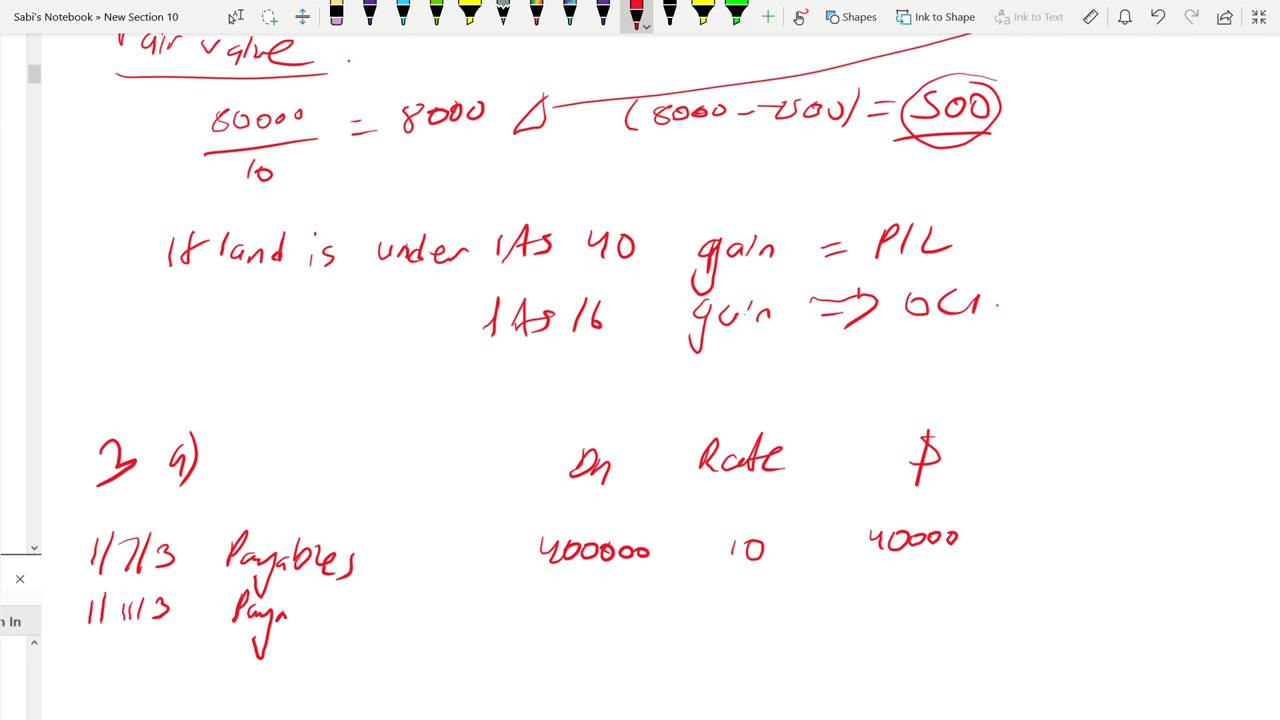 Sabi's Notebook » New Section 10
Shapes
Ink to Shape
Ink to Text
Fair value .
80000 / 10 = 8000 (8000 - 7500) = 500
If land is under IAS 40 gain = P/L
IAS 16 gain => OCI.
3 a)
Dn Rate $
1/7/3 Payables 400000 10 40000
1/11/3 Paym
n In